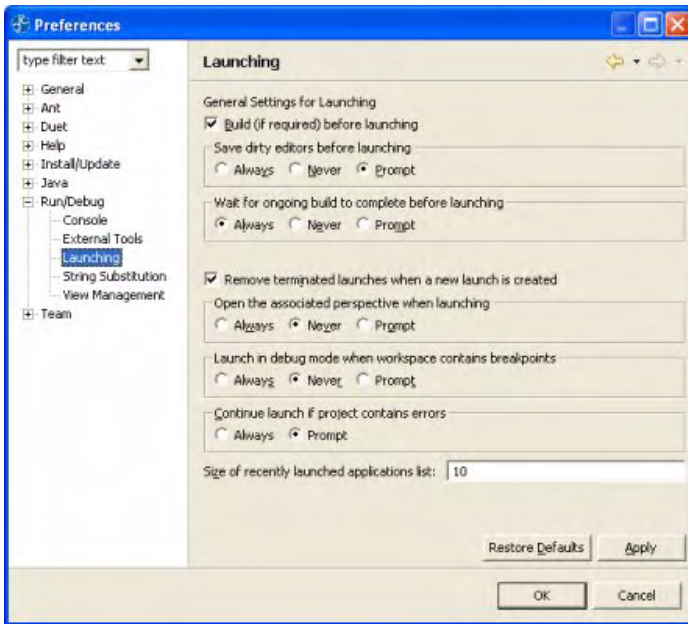 Preferences
type filter text
General
Ant
Duet
Help
Install/Update
Java
Run/Debug
Console
External Tools
Launching
String Substitution
View Management
Team
Launching
General Settings for Launching
Build (if required) before launching
Save dirty editors before launching
Always Never Prompt
Wait for ongoing build to complete before launching
Always Never Prompt
Remove terminated launches when a new launch is created
Open the associated perspective when launching
Always Never Prompt
Launch in debug mode when workspace contains breakpoints
Always Never Prompt
Continue launch if project contains errors
Always Prompt
Size of recently launched applications list: 10
Restore Defaults Apply
OK Cancel